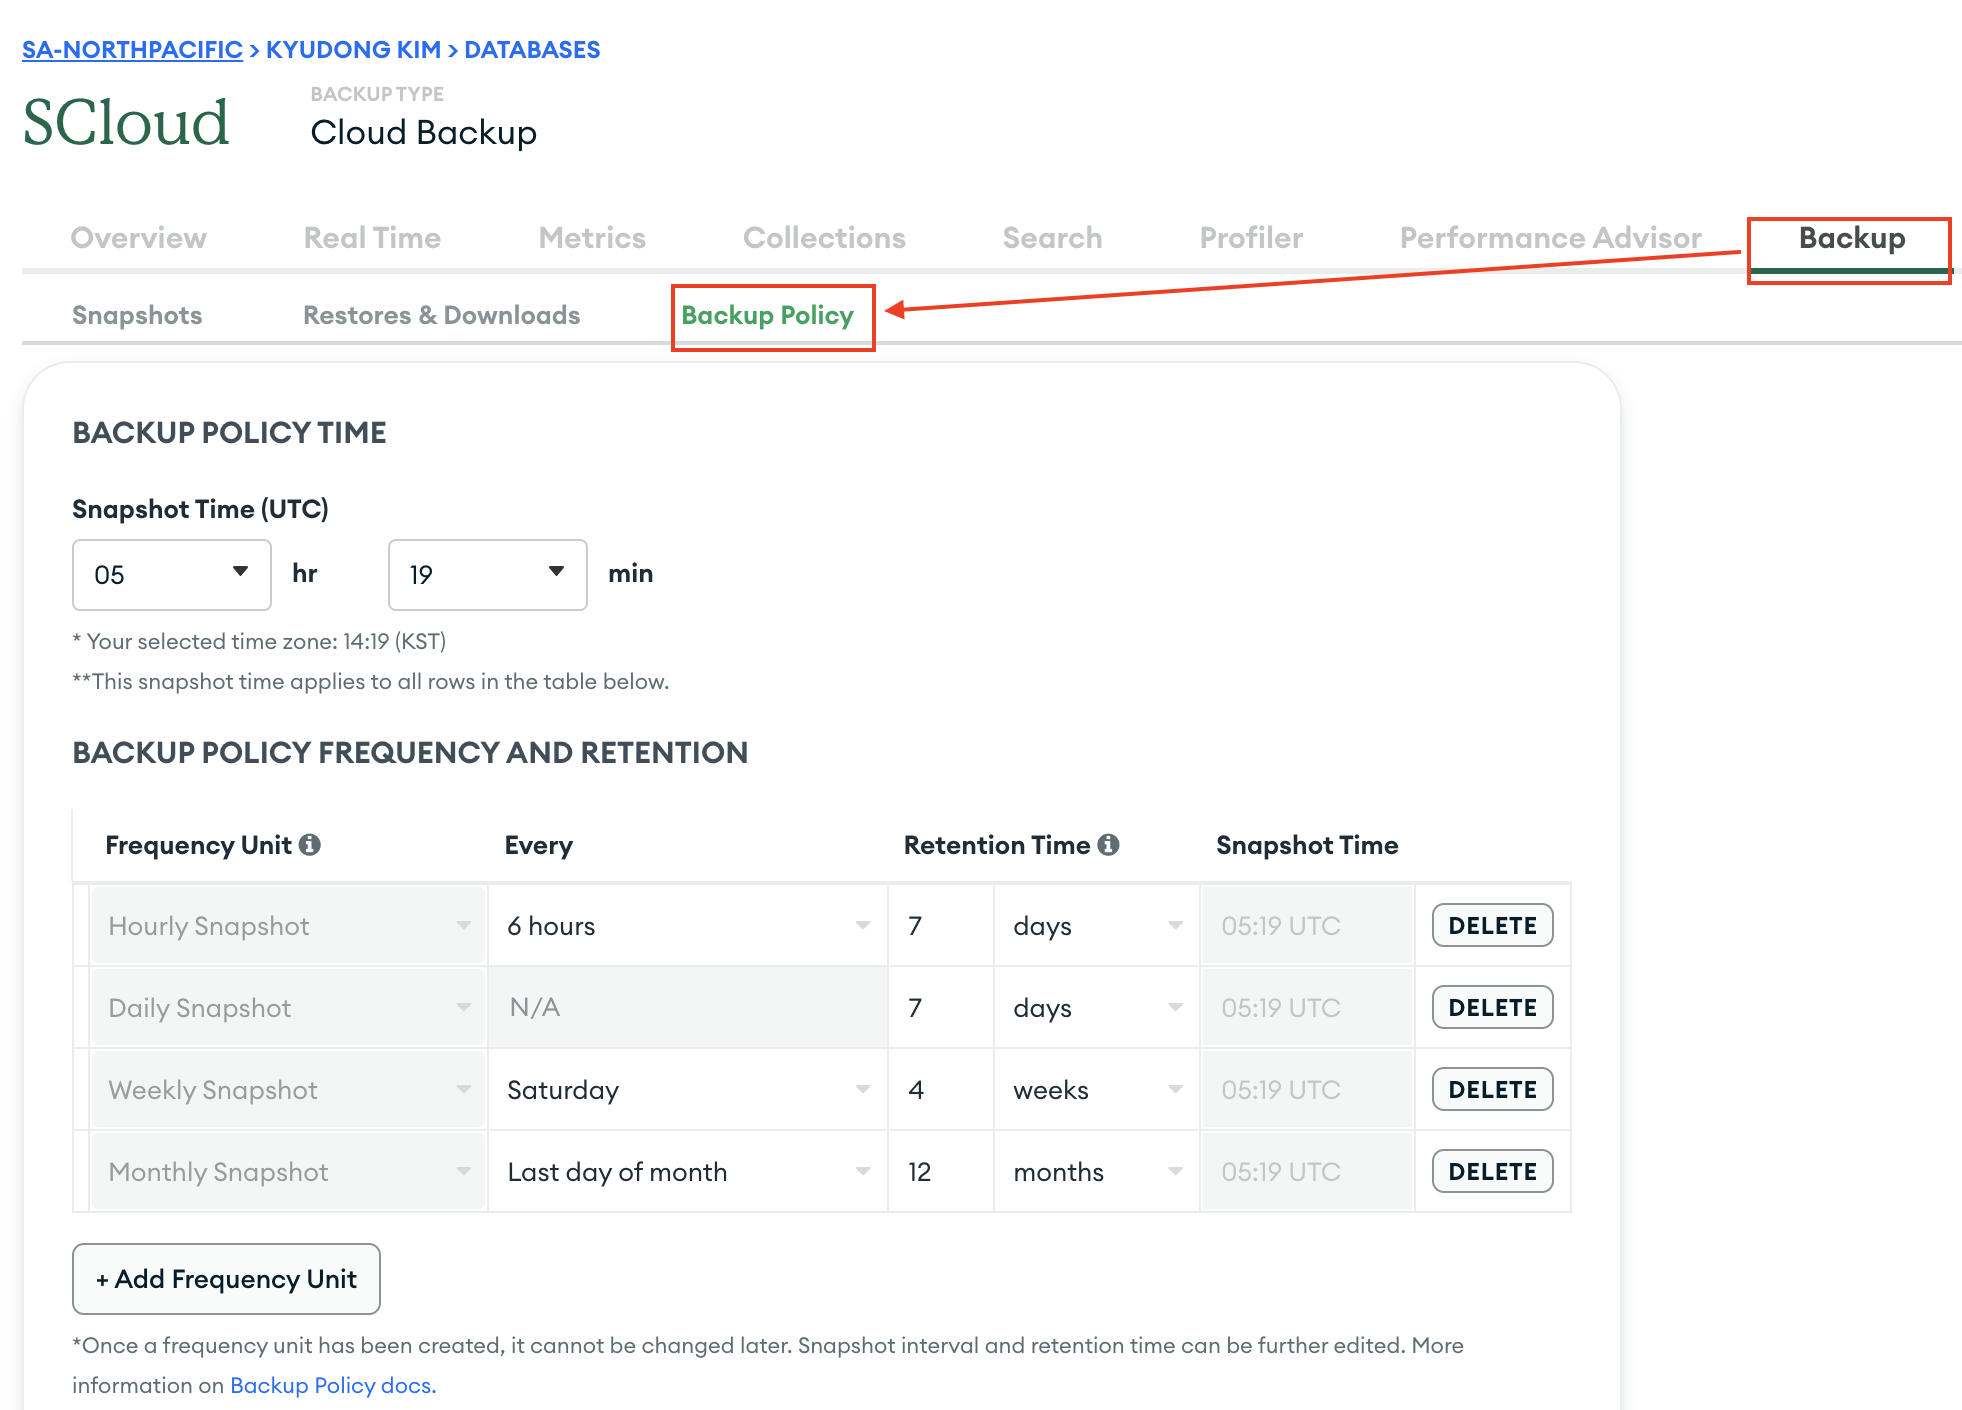 SA-NORTHPACIFIC > KYUDONG KIM > DATABASES
SCloud
BACKUP TYPE
Cloud Backup
Overview Real Time Metrics Collections Search Profiler Performance Advisor Backup
Snapshots Restores & Downloads Backup Policy
BACKUP POLICY TIME
Snapshot Time (UTC)
05 hr 19 min
* Your selected time zone: 14:19 (KST)
**This snapshot time applies to all rows in the table below.
BACKUP POLICY FREQUENCY AND RETENTION
Frequency Unit Every Retention Time Snapshot Time
Hourly Snapshot 6 hours 7 days 05:19 UTC DELETE
Daily Snapshot N/A 7 days 05:19 UTC DELETE
Weekly Snapshot Saturday 4 weeks 05:19 UTC DELETE
Monthly Snapshot Last day of month 12 months 05:19 UTC DELETE
+ Add Frequency Unit
*Once a frequency unit has been created, it cannot be changed later. Snapshot interval and retention time can be further edited. More
information on Backup Policy docs.